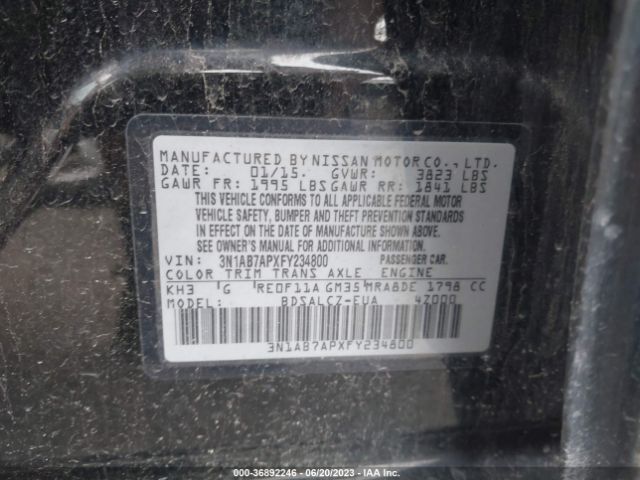 MANUFACTURED BY NISSAN MOTOR CO., LTD.
DATE: 01/15. GVWR: 3823 LBS
GAWR FR: 1995 LBS GAWR RR: 1841 LBS
THIS VEHICLE CONFORMS TO ALL APPLICABLE FEDERAL MOTOR
VEHICLE SAFETY, BUMPER AND THEFT PREVENTION STANDARDS
IN EFFECT ON THE DATE OF MANUFACTURE SHOWN ABOVE.
SEE OWNER'S MANUAL FOR ADDITIONAL INFORMATION.
VIN: 3N1AB7APXFY234800 PASSENGER CAR.
COLOR TRIM TRANS AXLE ENGINE
KH3 G RE0F11A GM35 MRA8DE 1798 CC
BDSALCZ-EUA 4Z000
3N1AB7APXFY234800
000-36892246 - 06/20/2023 - IAA Inc.